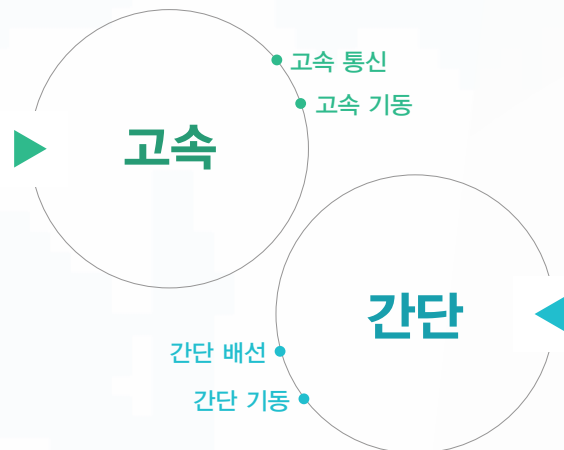 고속 통신
고속 기동
고속
간단
간단 배선
간단 기동